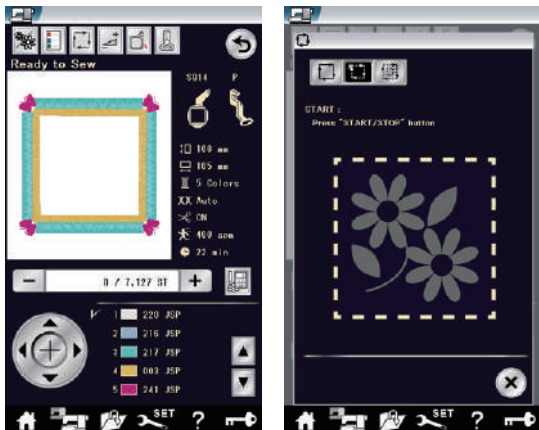 Ready to Sew
SQ14 P
100 mm
105 mm
5 Colors
XX Auto
ON
400 spm
22 min
− 0 / 7,127 ST +
1 220 JSP
2 216 JSP
3 217 JSP
4 003 JSP
5 241 JSP
SET ?
START :
Press "START/STOP" button
SET ?